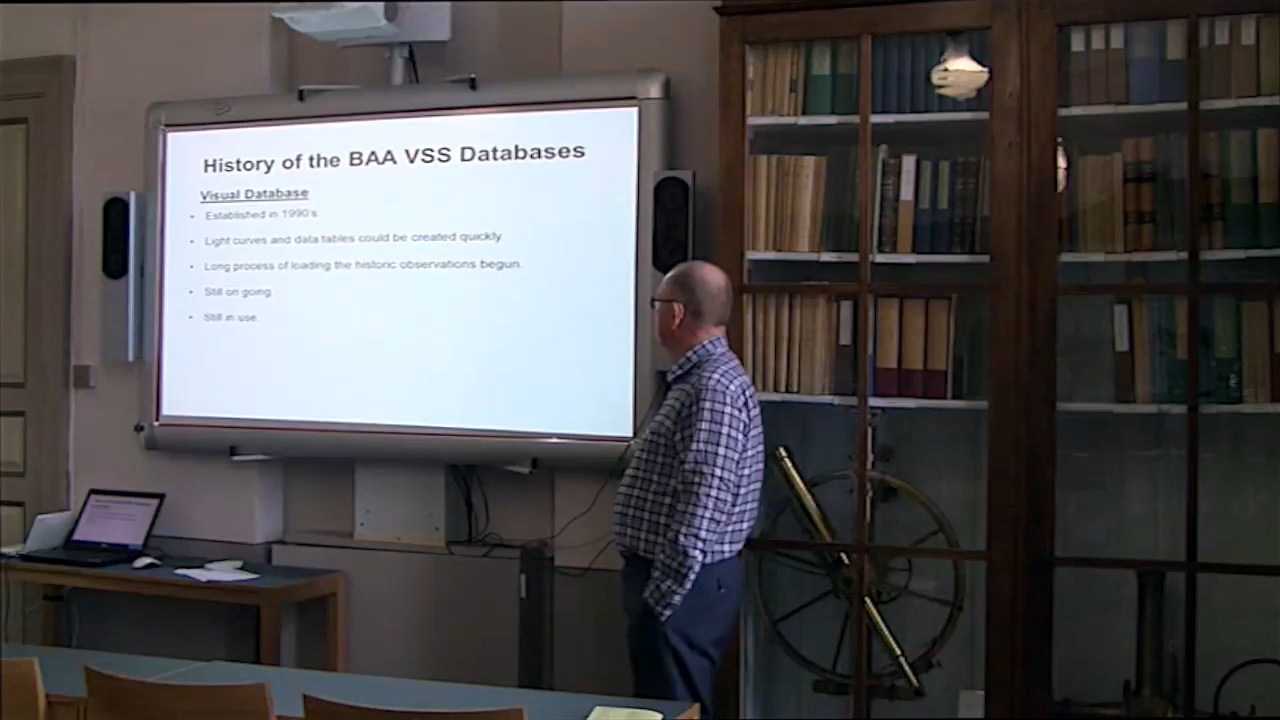 History of the BAA VSS Databases
Visual Database
• Established in 1990's
• Light curves and data tables could be created quickly.
• Long process of loading the historic observations begun.
• Still on going.
• Still in use.